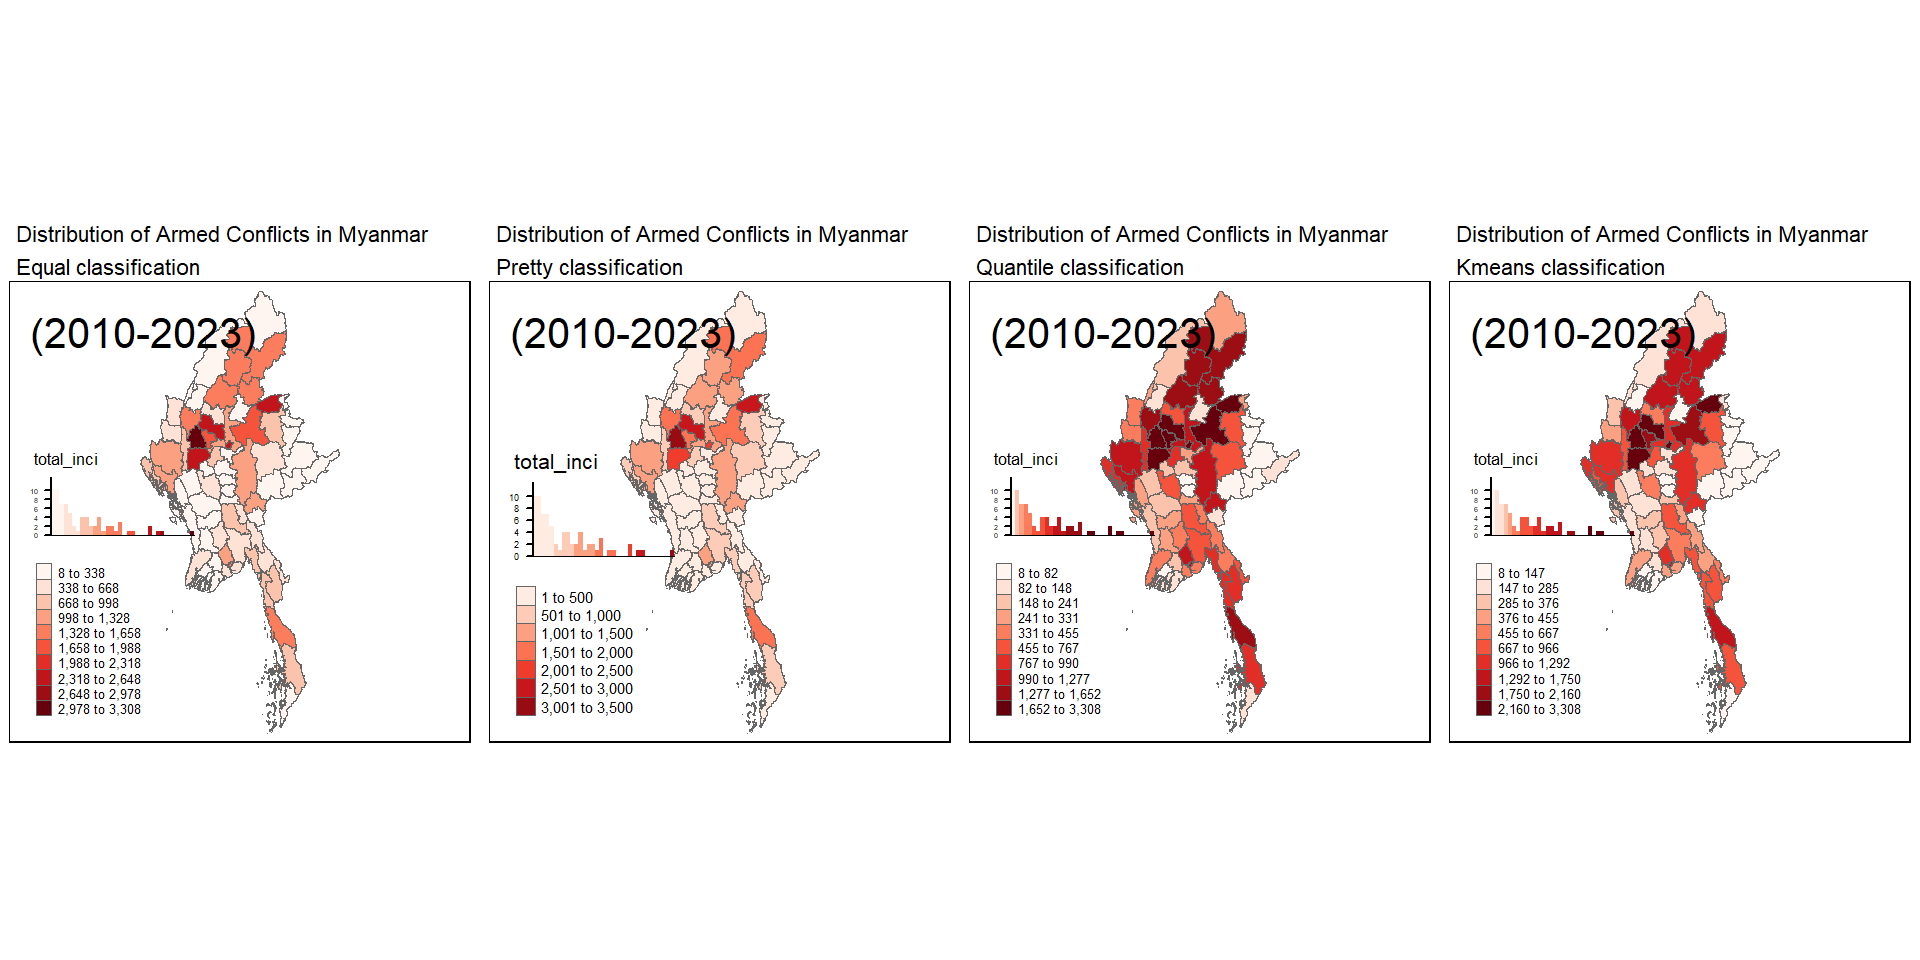 Distribution of Armed Conflicts in Myanmar
Equal classification
(2010-2023)
total_inci
10
8
6
4
2
0
8 to 338
338 to 668
668 to 998
998 to 1,328
1,328 to 1,658
1,658 to 1,988
1,988 to 2,318
2,318 to 2,648
2,648 to 2,978
2,978 to 3,308
Distribution of Armed Conflicts in Myanmar
Pretty classification
(2010-2023)
total_inci
10
8
6
4
2
0
1 to 500
501 to 1,000
1,001 to 1,500
1,501 to 2,000
2,001 to 2,500
2,501 to 3,000
3,001 to 3,500
Distribution of Armed Conflicts in Myanmar
Quantile classification
(2010-2023)
total_inci
10
8
6
4
2
0
8 to 82
82 to 148
148 to 241
241 to 331
331 to 455
455 to 767
767 to 990
990 to 1,277
1,277 to 1,652
1,652 to 3,308
Distribution of Armed Conflicts in Myanmar
Kmeans classification
(2010-2023)
total_inci
10
8
6
4
2
0
8 to 147
147 to 285
285 to 376
376 to 455
455 to 667
667 to 966
966 to 1,292
1,292 to 1,750
1,750 to 2,160
2,160 to 3,308